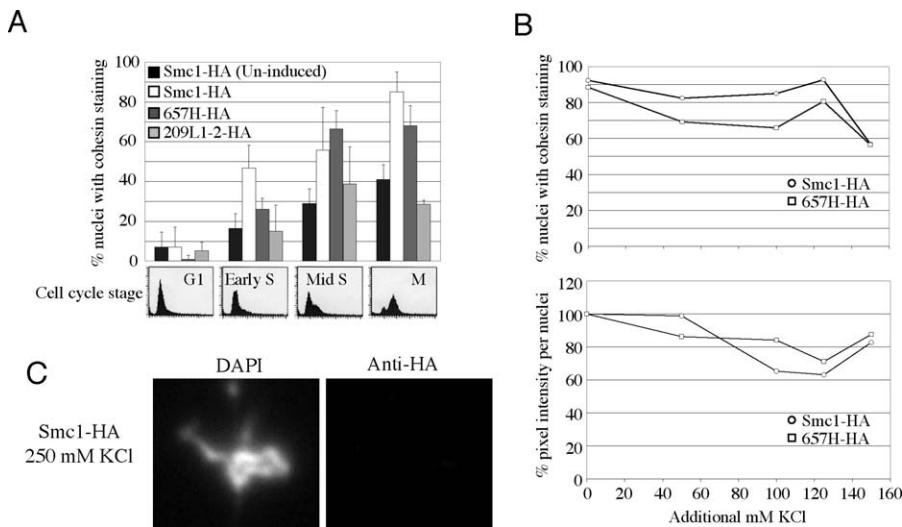 A
% nuclei with cohesin staining
100
80
60
40
20
0
Smc1-HA (Un-induced)
Smc1-HA
657H-HA
209L1-2-HA
Cell cycle stage
G1
Early S
Mid S
M
B
% nuclei with cohesin staining
100
90
80
60
40
20
0
Smc1-HA
657H-HA
% pixel intensity per nuclei
120
100
80
60
40
20
0
Smc1-HA
657H-HA
0 20 40 60 80 100 120 140 160
Additional mM KCl
C
DAPI
Anti-HA
Smc1-HA
250 mM KCl